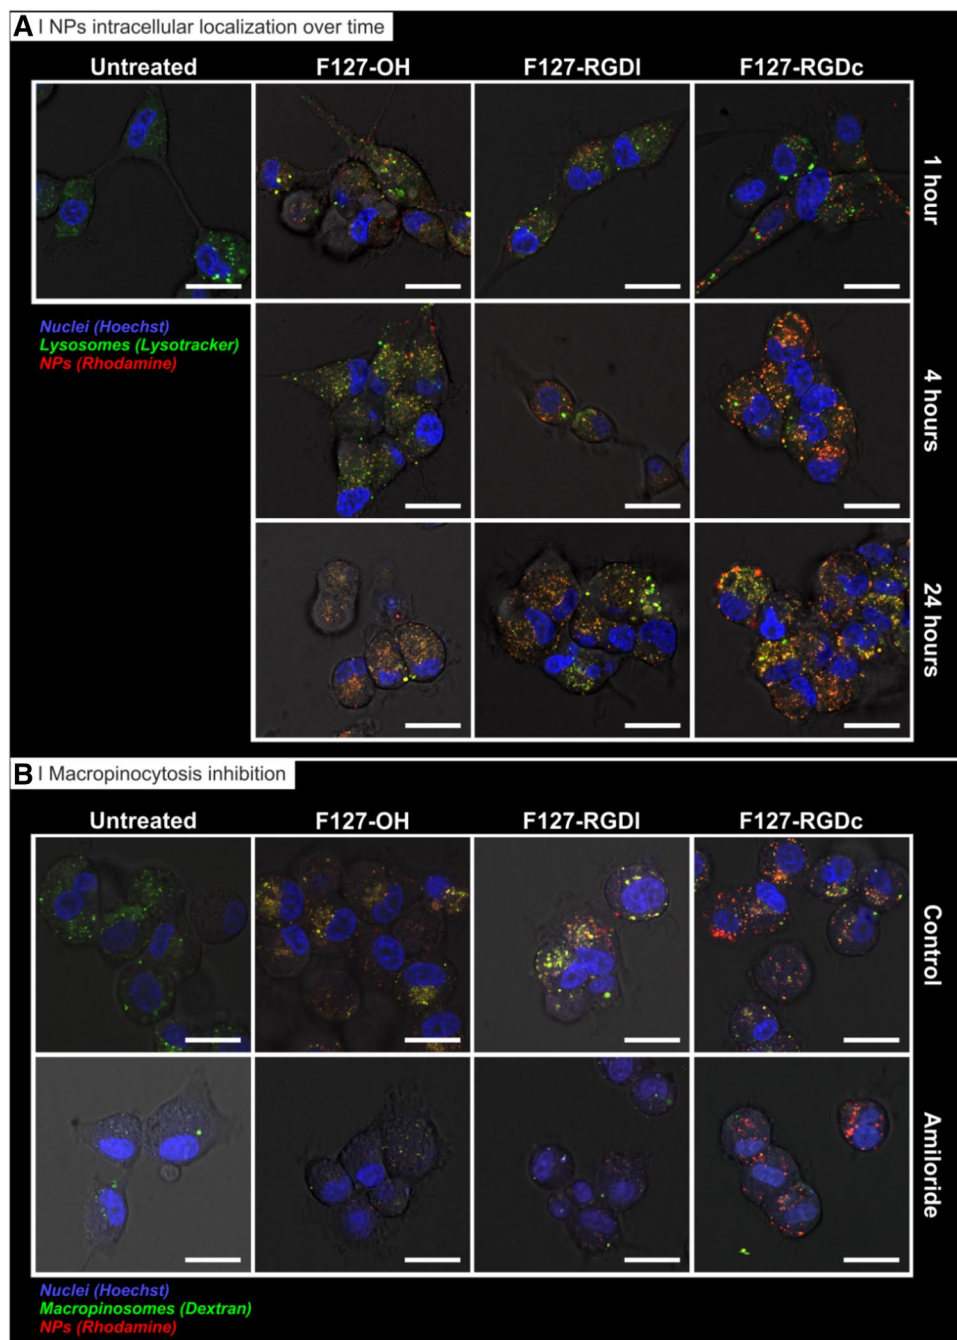 A | NPs intracellular localization over time
Untreated F127-OH F127-RGDl F127-RGDc
1 hour
Nuclei (Hoechst)
Lysosomes (Lysotracker)
NPs (Rhodamine)
4 hours
24 hours
B | Macropinocytosis inhibition
Untreated F127-OH F127-RGDl F127-RGDc
Control
Amiloride
Nuclei (Hoechst)
Macropinosomes (Dextran)
NPs (Rhodamine)